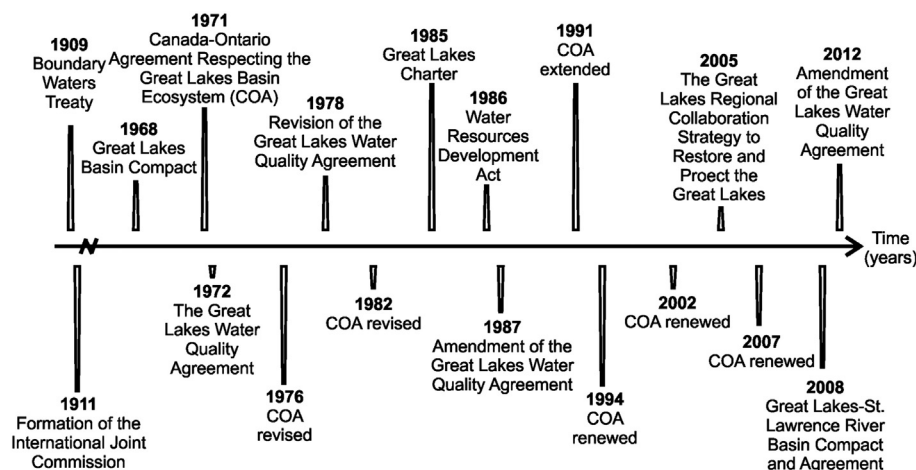 1909
Boundary
Waters
Treaty
1968
Great Lakes
Basin Compact
1971
Canada-Ontario
Agreement Respecting the
Great Lakes Basin
Ecosystem (COA)
1978
Revision of the
Great Lakes Water
Quality Agreement
1985
Great Lakes
Charter
1986
Water
Resources
Development
Act
1991
COA
extended
2005
The Great
Lakes Regional
Collaboration
Strategy to
Restore and
Proect the
Great Lakes
2012
Amendment
of the Great
Lakes Water
Quality
Agreement
Time
(years)
1911
Formation of the
International Joint
Commission
1972
The Great
Lakes Water
Quality
Agreement
1976
COA
revised
1982
COA revised
1987
Amendment of the
Great Lakes Water
Quality Agreement
1994
COA
renewed
2002
COA renewed
2007
COA renewed
2008
Great Lakes-St.
Lawrence River
Basin Compact
and Agreement